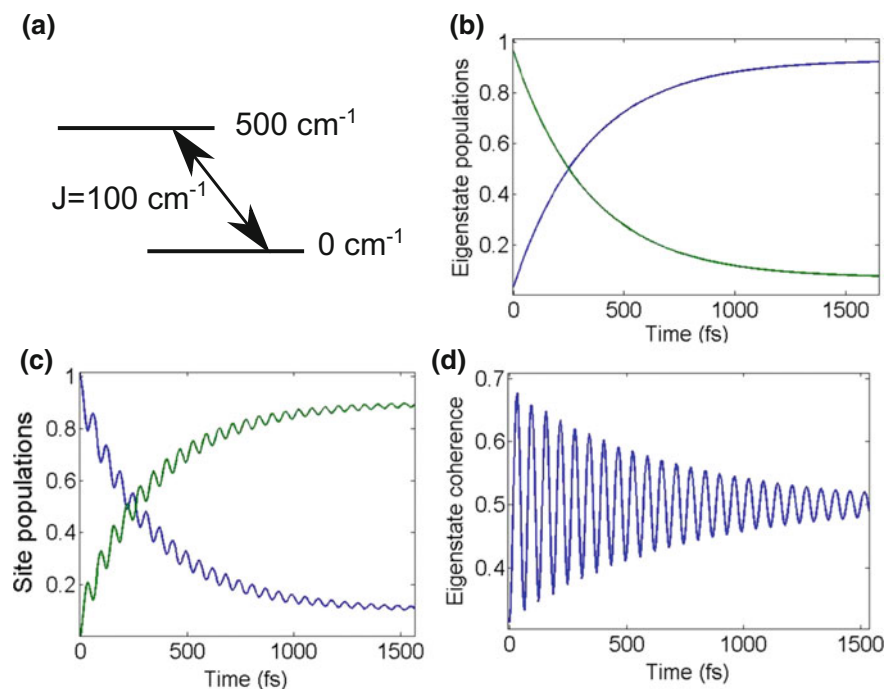 (a)
500 cm-1
J=100 cm-1
0 cm-1
(b)
Eigenstate populations
1
0.8
0.6
0.4
0.2
0
500
1000
1500
Time (fs)
(c)
Site populations
1
0.8
0.6
0.4
0.2
0
500
1000
1500
Time (fs)
(d)
Eigenstate coherence
0.7
0.6
0.5
0.4
0
500
1000
1500
Time (fs)